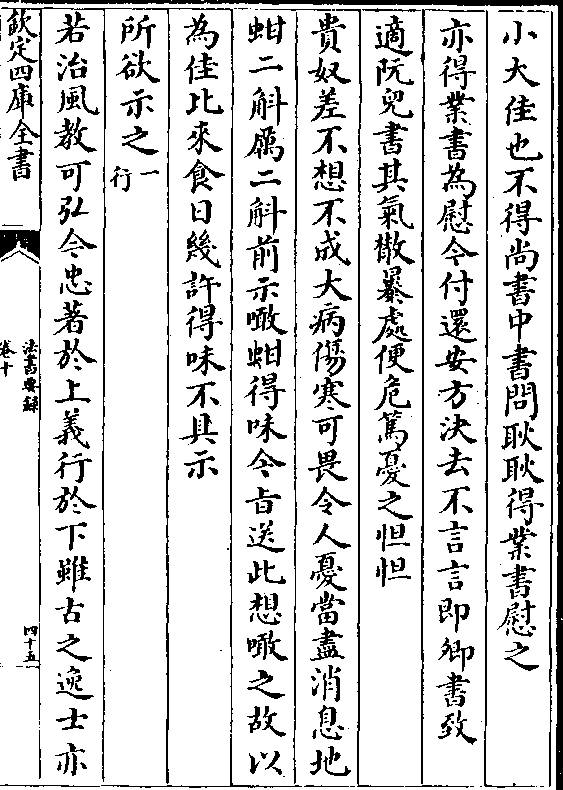 小大佳也不得尚書中書問耿耿得業書慰之
亦得業書為慰今付還安方決去不言言即卿書致
適阮兒書其氣散暴處便危篤憂之怛怛
貴奴差不想不成大病傷寒可畏令人憂當盡消息地
蚶二斛厲二斛前示噉蚶得味今旨送此想噉之故以
為佳比來食日幾許得味不具示
所欲示之一行
若治風教可弘今忠著於上義行於下雖古之逸士亦
欽定四庫全書
法書要録
卷十
四十五